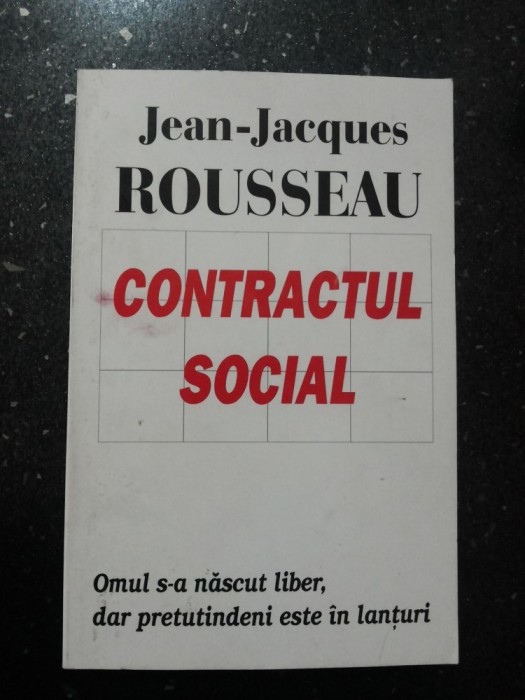 Jean-Jacques
ROUSSEAU
CONTRACTUL
SOCIAL
Omul s-a născut liber,
dar pretutindeni este în lanțuri